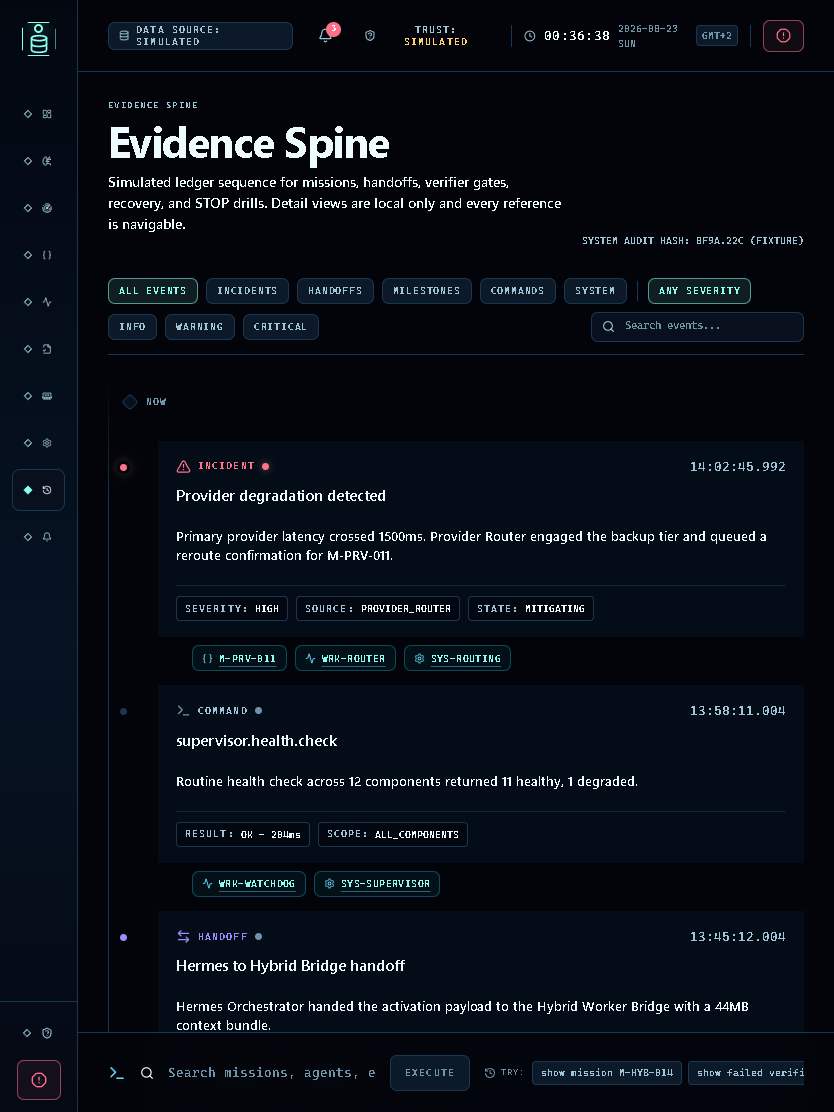 DATA SOURCE:
SIMULATED
3
TRUST:
SIMULATED
00:36:38
2026-08-23
SUN
GMT+2
EVIDENCE SPINE
Evidence Spine
Simulated ledger sequence for missions, handoffs, verifier gates,
recovery, and STOP drills. Detail views are local only and every reference
is navigable.
SYSTEM AUDIT HASH: 8F9A.22C (FIXTURE)
ALL EVENTS
INCIDENTS
HANDOFFS
MILESTONES
COMMANDS
SYSTEM
ANY SEVERITY
INFO
WARNING
CRITICAL
Search events...
NOW
INCIDENT
14:02:45.992
Provider degradation detected
Primary provider latency crossed 1500ms. Provider Router engaged the backup tier and queued a
reroute confirmation for M-PRV-011.
SEVERITY: HIGH
SOURCE: PROVIDER_ROUTER
STATE: MITIGATING
M-PRV-011
WRK-ROUTER
SYS-ROUTING
COMMAND
13:58:11.004
supervisor.health.check
Routine health check across 12 components returned 11 healthy, 1 degraded.
RESULT: OK - 204ms
SCOPE: ALL_COMPONENTS
WRK-WATCHDOG
SYS-SUPERVISOR
HANDOFF
13:45:12.004
Hermes to Hybrid Bridge handoff
Hermes Orchestrator handed the activation payload to the Hybrid Worker Bridge with a 44MB
context bundle.
Search missions, agents, e
EXECUTE
TRY:
show mission M-HYB-014
show failed verifi